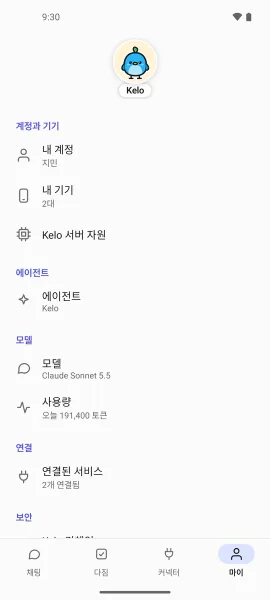 9:30
Kelo
계정과 기기
내 계정
지민
내 기기
2대
Kelo 서버 자원
에이전트
에이전트
Kelo
모델
모델
Claude Sonnet 5.5
사용량
오늘 191,400 토큰
연결
연결된 서비스
2개 연결됨
보안
채팅
다짐
커넥터
마이